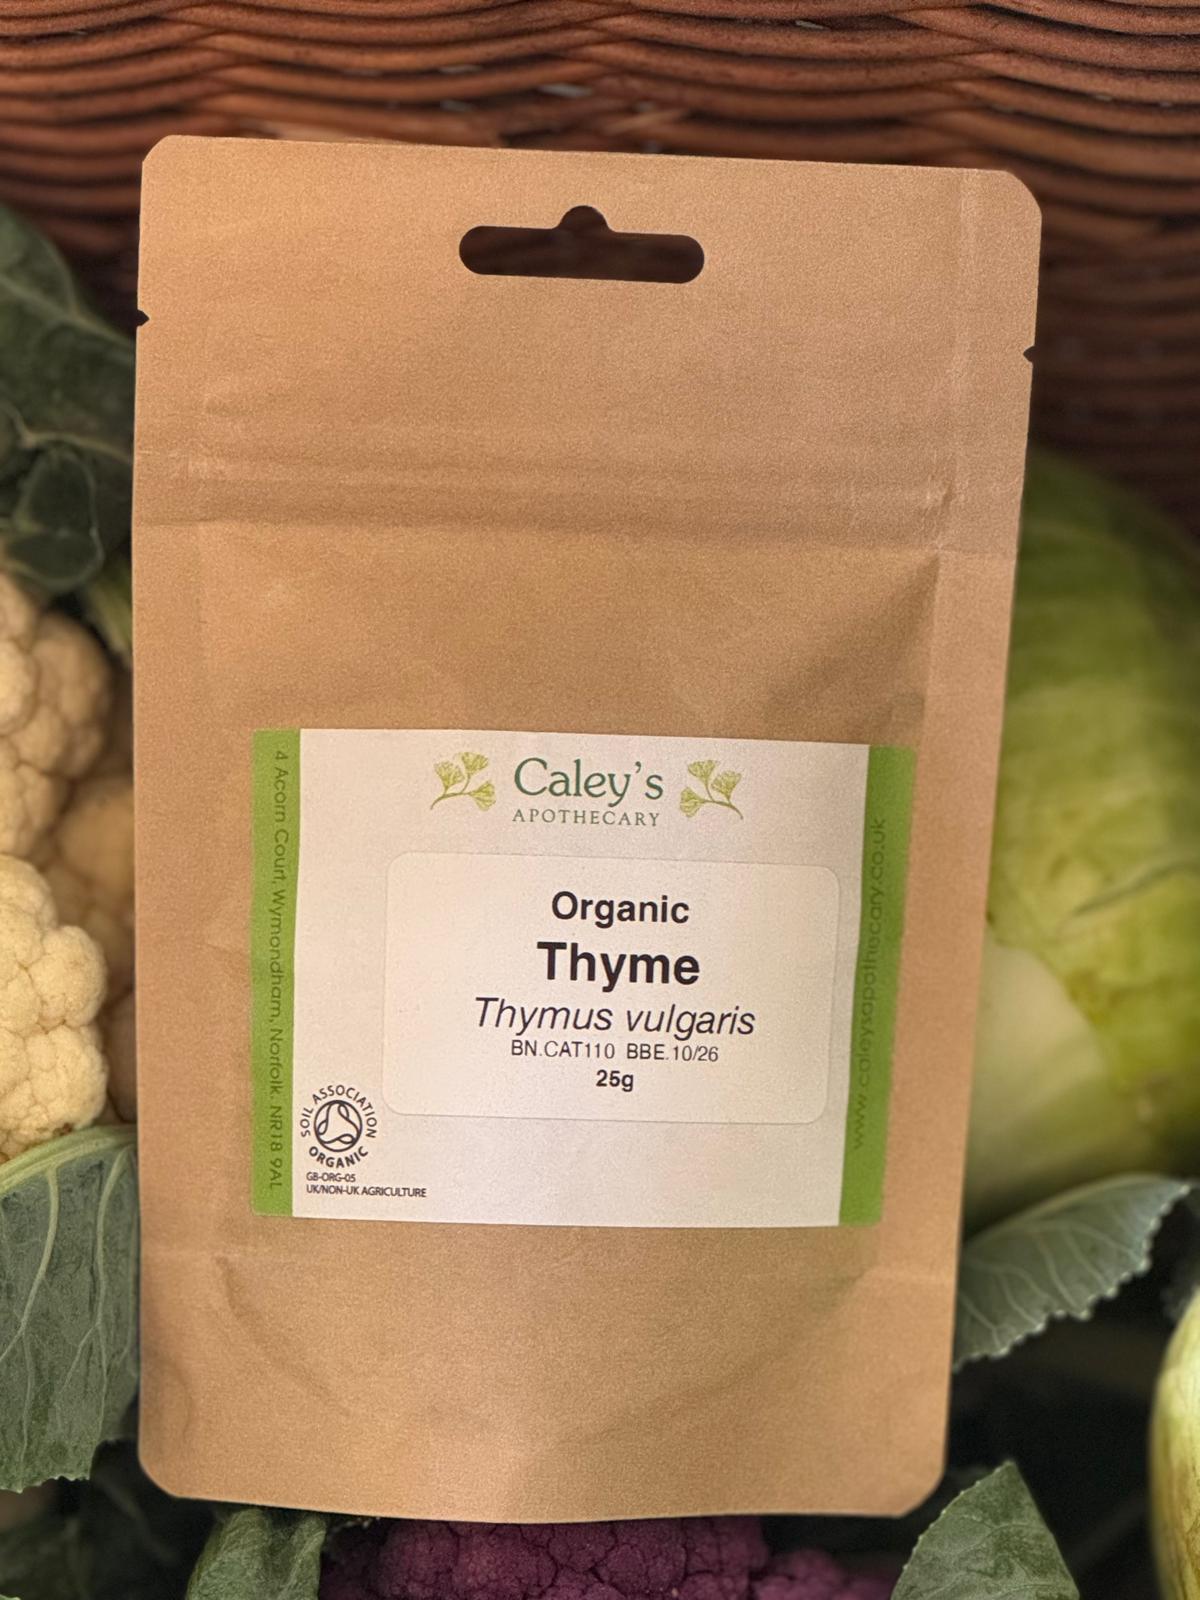 Caley's
APOTHECARY
Organic
Thyme
Thymus vulgaris
BN.CAT110 BBE.10/26
25g
SOIL ASSOCIATION
ORGANIC
GB-ORG-05
UK/NON-UK AGRICULTURE
4 Acorn Court, Wymondham, Norfolk. NR18 9AL
www.caleysapothecary.co.uk